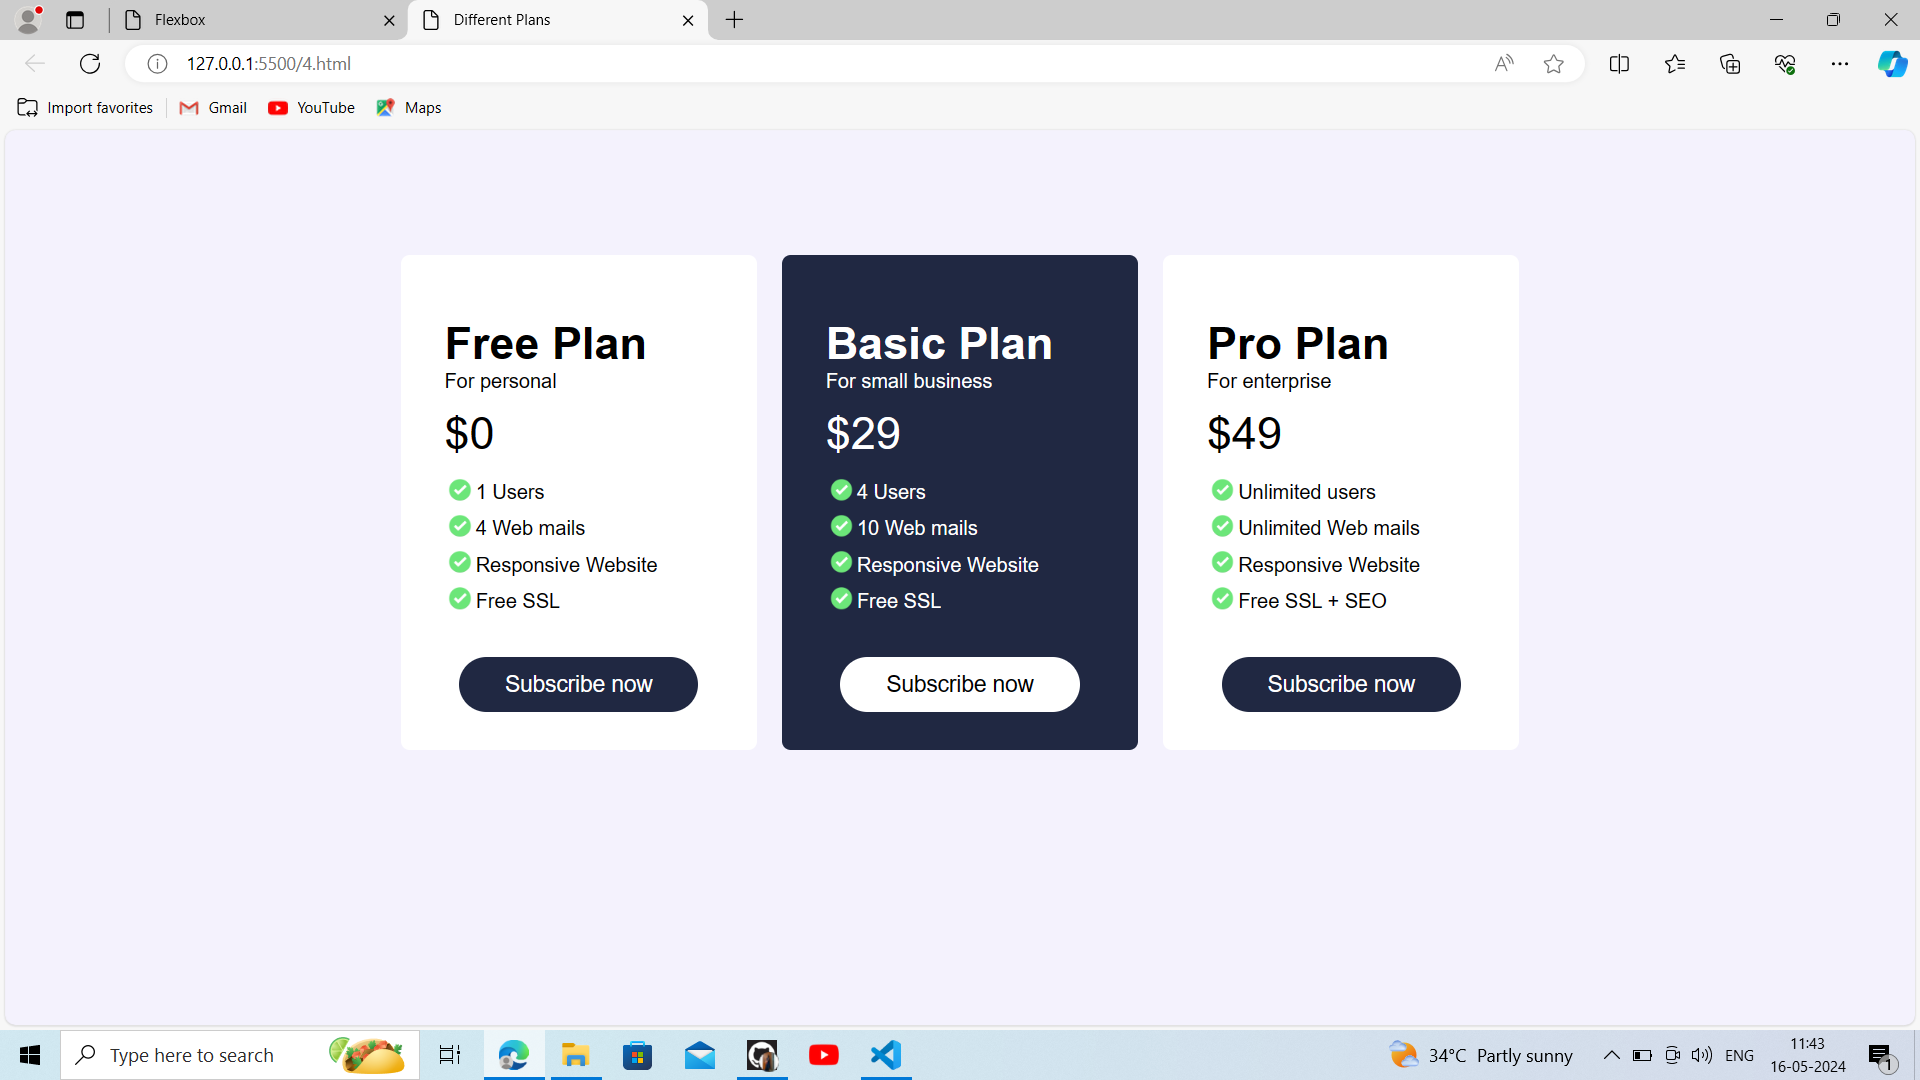 Flexbox
Different Plans
127.0.0.1:5500/4.html
Import favorites
Gmail
YouTube
Maps
Free Plan
For personal
$0
1 Users
4 Web mails
Responsive Website
Free SSL
Subscribe now
Basic Plan
For small business
$29
4 Users
10 Web mails
Responsive Website
Free SSL
Subscribe now
Pro Plan
For enterprise
$49
Unlimited users
Unlimited Web mails
Responsive Website
Free SSL + SEO
Subscribe now
Type here to search
34°C Partly sunny
ENG
11:43
16-05-2024
1